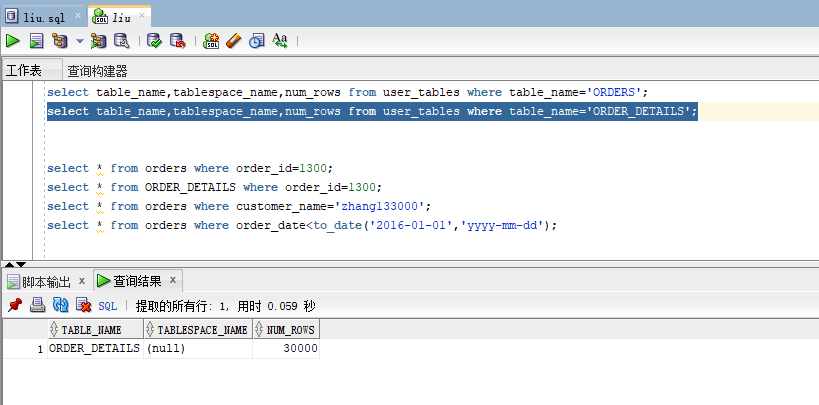 liu.sql × liu ×
SQL Aa
工作表 查询构建器
select table_name,tablespace_name,num_rows from user_tables where table_name='ORDERS';
select table_name,tablespace_name,num_rows from user_tables where table_name='ORDER_DETAILS';
select * from orders where order_id=1300;
select * from ORDER_DETAILS where order_id=1300;
select * from orders where customer_name='zhang133000';
select * from orders where order_date<to_date('2016-01-01','yyyy-mm-dd');
脚本输出 × 查询结果 ×
SQL | 提取的所有行: 1, 用时 0.059 秒
TABLE_NAME TABLESPACE_NAME NUM_ROWS
1 ORDER_DETAILS (null) 30000